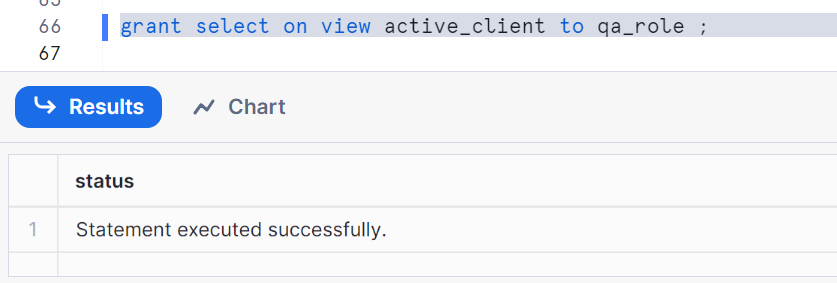 66 grant select on view active_client to qa_role ;
67
Results Chart
status
1 Statement executed successfully.